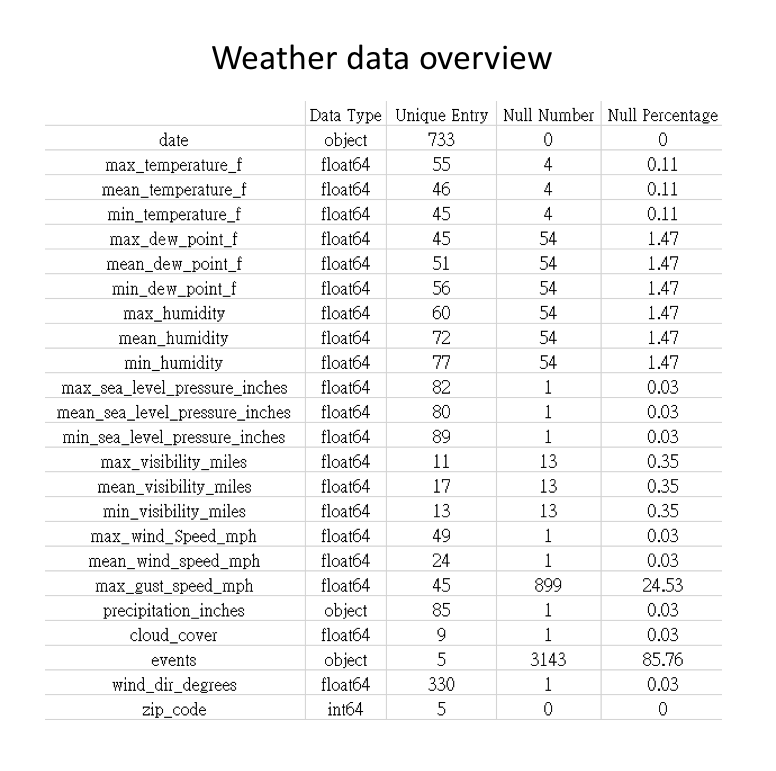 Weather data overview
Data Type Unique Entry Null Number Null Percentage
date object 733 0 0
max_temperature_f float64 55 4 0.11
mean_temperature_f float64 46 4 0.11
min_temperature_f float64 45 4 0.11
max_dew_point_f float64 45 54 1.47
mean_dew_point_f float64 51 54 1.47
min_dew_point_f float64 56 54 1.47
max_humidity float64 60 54 1.47
mean_humidity float64 72 54 1.47
min_humidity float64 77 54 1.47
max_sea_level_pressure_inches float64 82 1 0.03
mean_sea_level_pressure_inches float64 80 1 0.03
min_sea_level_pressure_inches float64 89 1 0.03
max_visibility_miles float64 11 13 0.35
mean_visibility_miles float64 17 13 0.35
min_visibility_miles float64 13 13 0.35
max_wind_Speed_mph float64 49 1 0.03
mean_wind_speed_mph float64 24 1 0.03
max_gust_speed_mph float64 45 899 24.53
precipitation_inches object 85 1 0.03
cloud_cover float64 9 1 0.03
events object 5 3143 85.76
wind_dir_degrees float64 330 1 0.03
zip_code int64 5 0 0